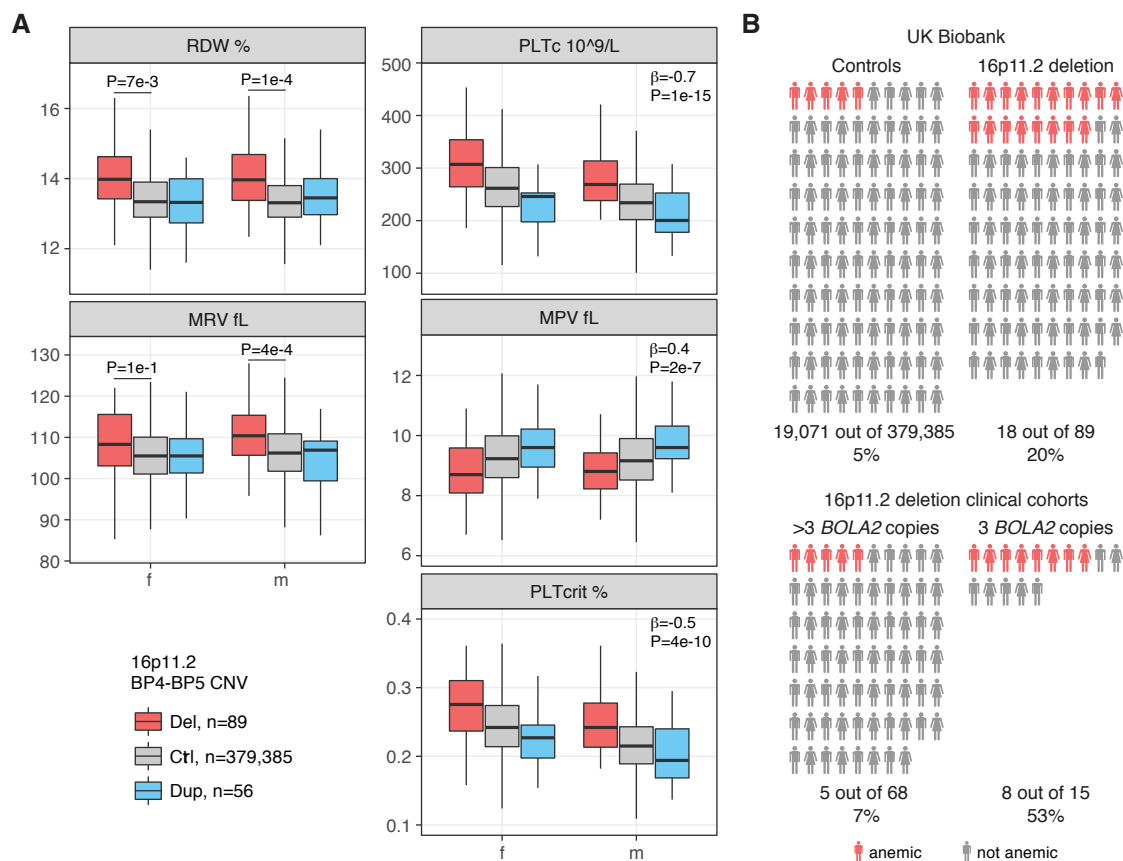 A
RDW %
P=7e-3
P=1e-4
16
14
12
PLTc 10^9/L
β=-0.7
P=1e-15
500
400
300
200
100
MRV fL
P=1e-1
P=4e-4
130
120
110
100
90
80
f
m
MPV fL
β=0.4
P=2e-7
12
10
8
6
PLTcrit %
β=-0.5
P=4e-10
0.4
0.3
0.2
0.1
f
m
16p11.2
BP4-BP5 CNV
Del, n=89
Ctrl, n=379,385
Dup, n=56
B
UK Biobank
Controls
16p11.2 deletion
19,071 out of 379,385
5%
18 out of 89
20%
16p11.2 deletion clinical cohorts
>3 BOLA2 copies
3 BOLA2 copies
5 out of 68
7%
8 out of 15
53%
anemic
not anemic